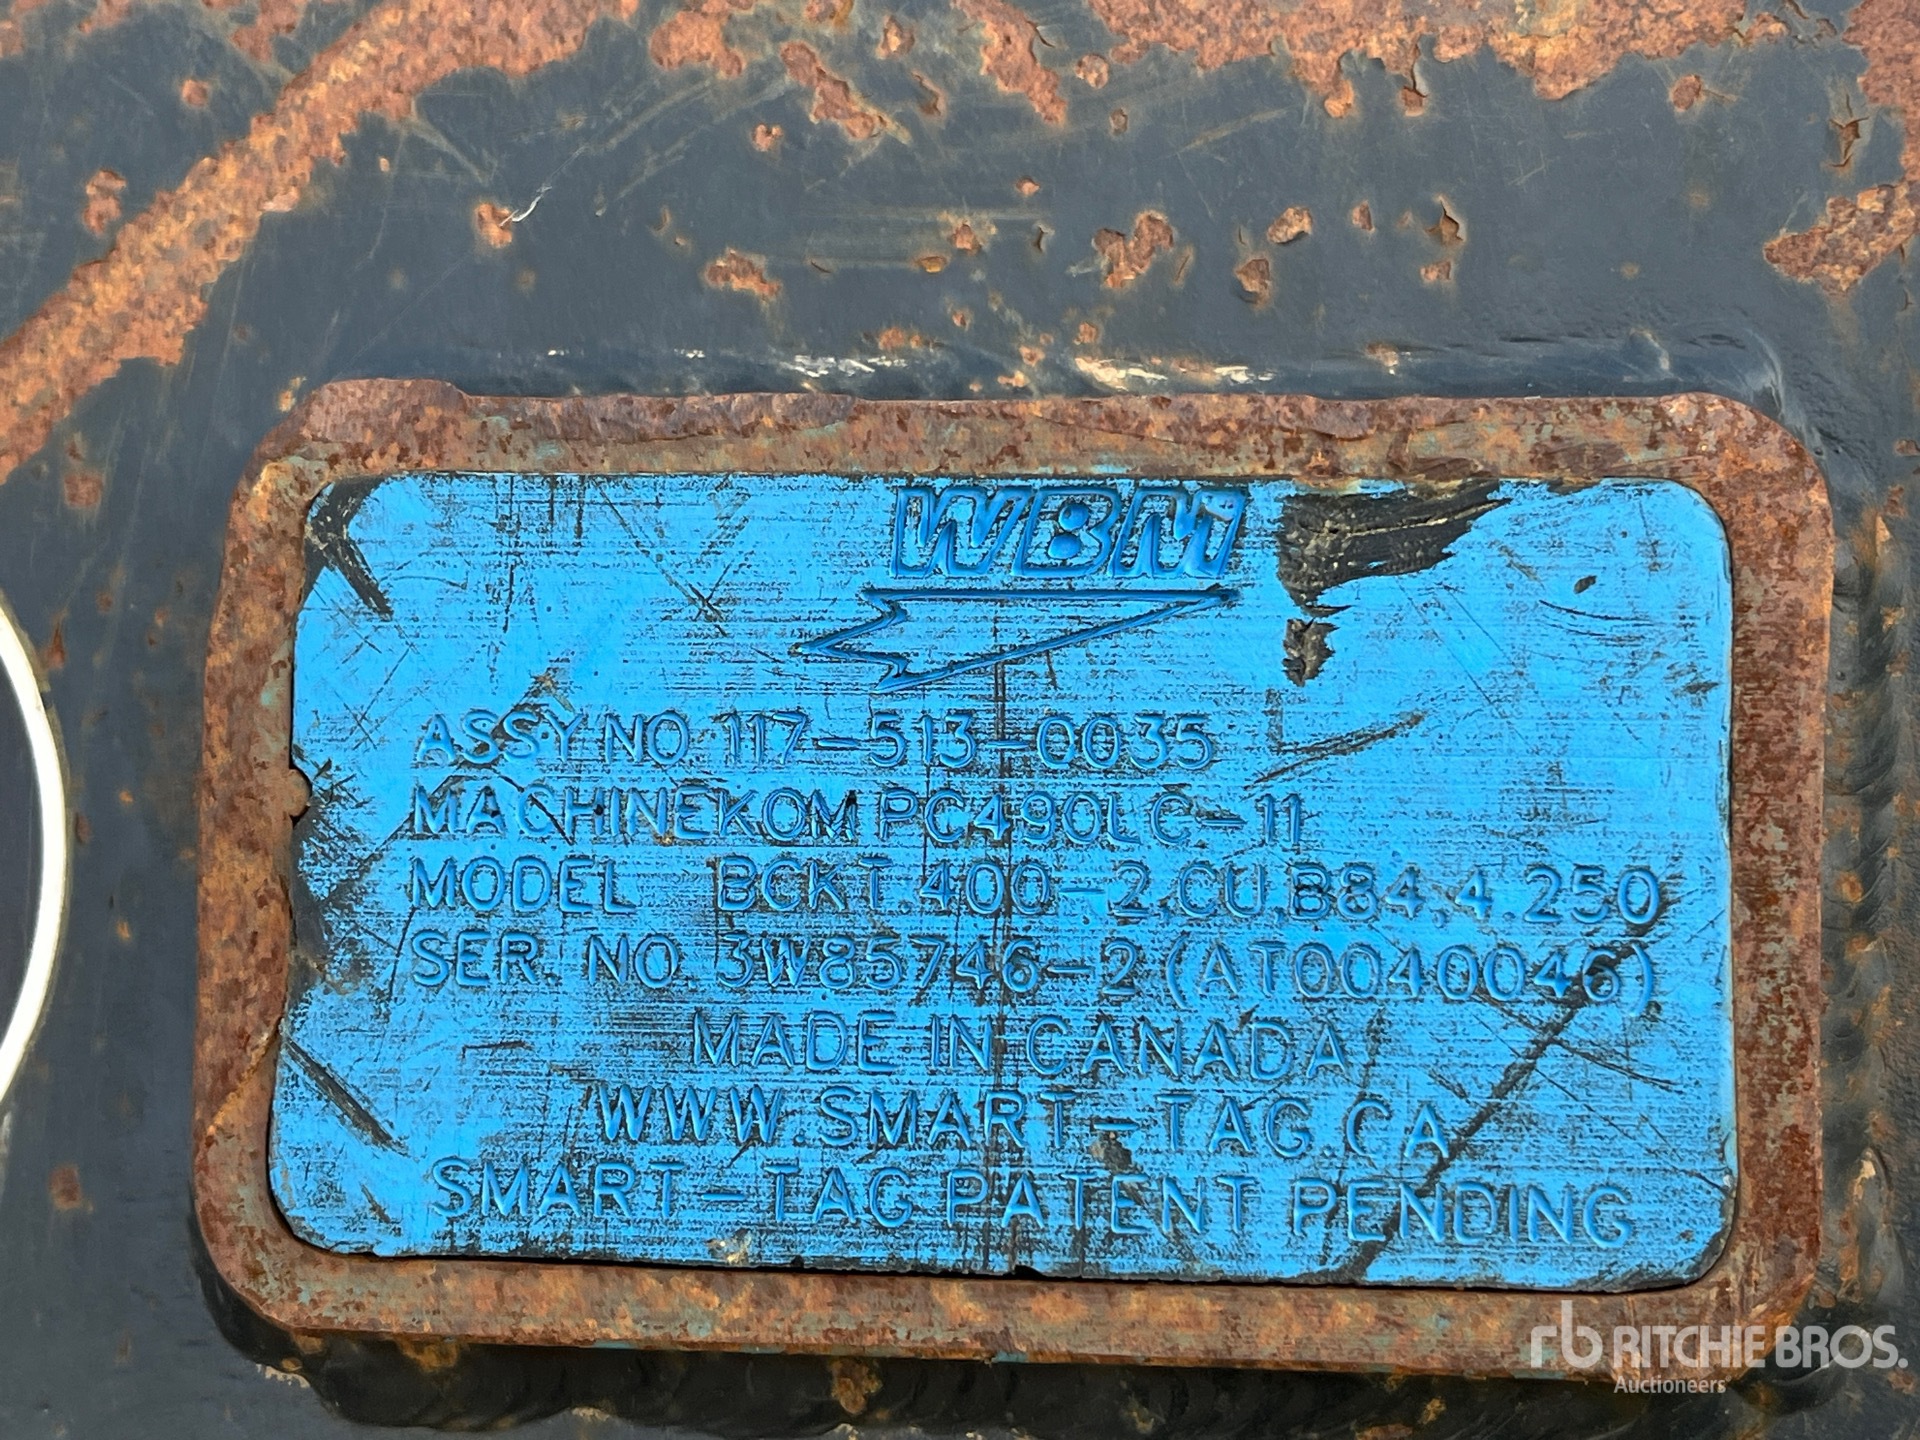 WBM
ASSY NO 117-513-0035
MACHINEKOM PC490LC-11
MODEL BCKT.400-2,CU,B84,4.250
SER. NO. 3W85746-2 (AT0040046)
MADE IN CANADA
WWW.SMART-TAG.CA
SMART-TAG PATENT PENDING
rb RITCHIE BROS.
Auctioneers